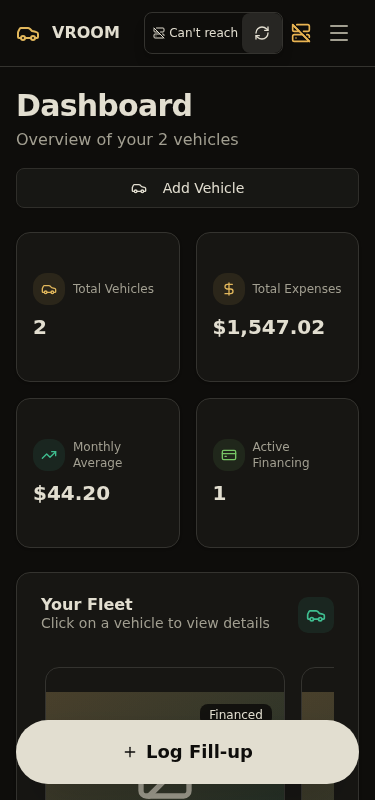 VROOM
Can't reach
Dashboard
Overview of your 2 vehicles
Add Vehicle
Total Vehicles
2
Total Expenses
$1,547.02
Monthly
Average
$44.20
Active
Financing
1
Your Fleet
Click on a vehicle to view details
Financed
+ Log Fill-up